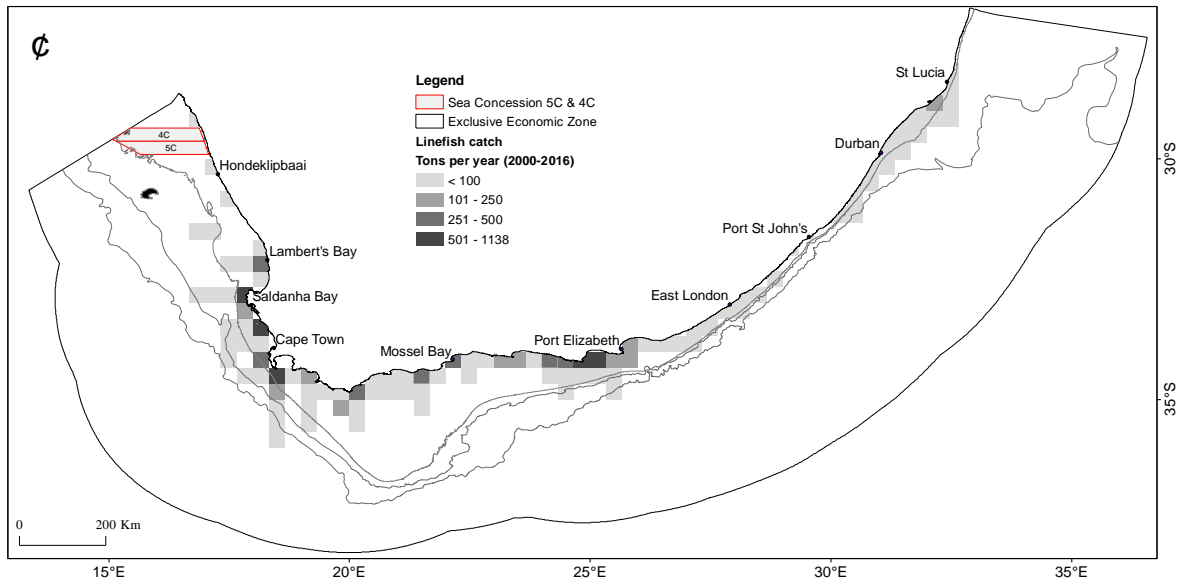 ¢
St Lucia
Legend
Sea Concession 5C & 4C
Exclusive Economic Zone
Linefish catch
Tons per year (2000-2016)
< 100
101 - 250
251 - 500
501 - 1138
4C
5C
Durban
30°S
Hondeklipbaai
Port St John's
Lambert's Bay
Saldanha Bay
East London
Cape Town
Mossel Bay
Port Elizabeth
35°S
0 200 Km
15°E 20°E 25°E 30°E 35°E